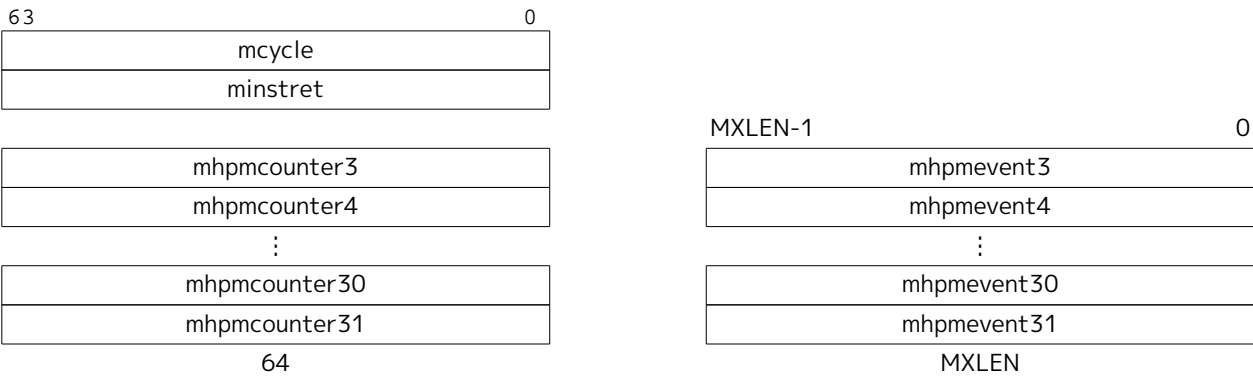 63 0
mcycle
minstret
MXLEN-1 0
mhpmcounter3 mhpmevent3
mhpmcounter4 mhpmevent4
⋮ ⋮
mhpmcounter30 mhpmevent30
mhpmcounter31 mhpmevent31
64 MXLEN